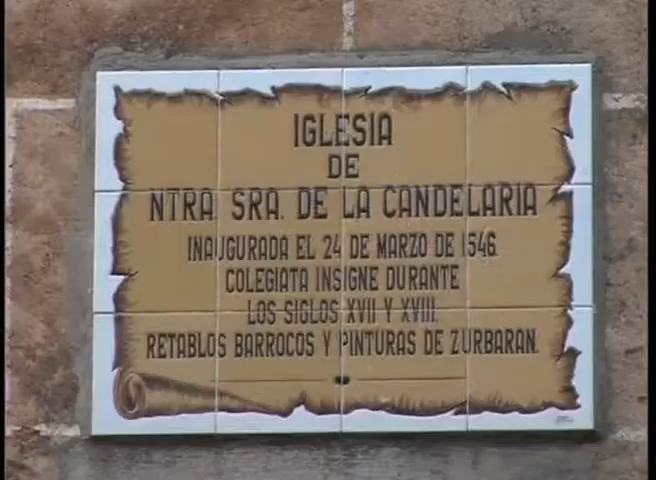 IGLESIA
DE
NTRA. SRA. DE LA CANDELARIA
INAUGURADA EL 24 DE MARZO DE 1546
COLEGIATA INSIGNE DURANTE
LOS SIGLOS XVII Y XVIII.
RETABLOS BARROCOS Y PINTURAS DE ZURBARAN.